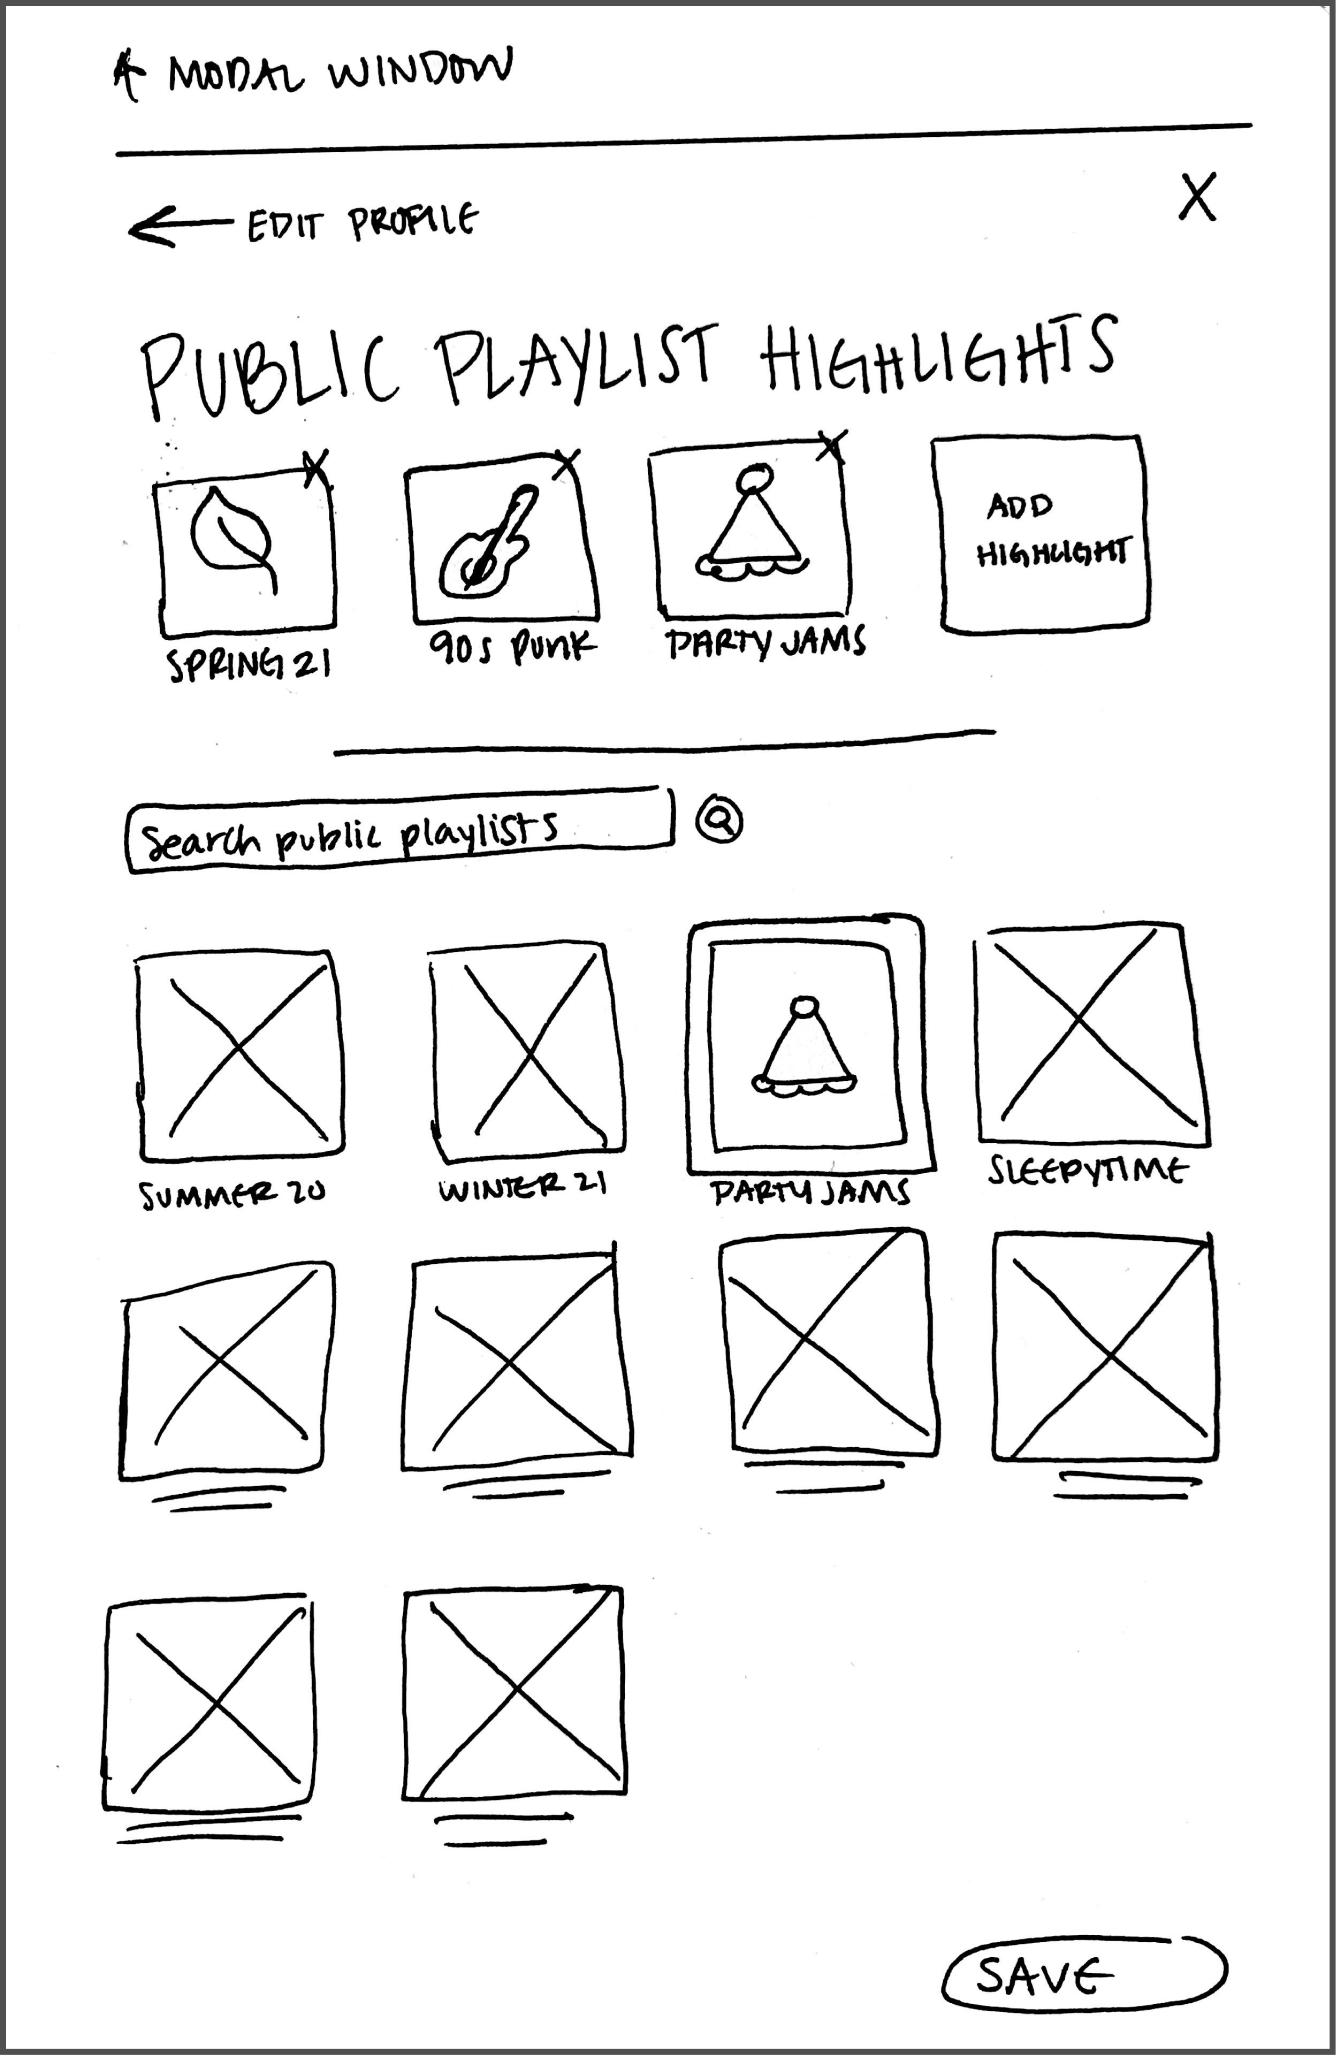 * MODAL WINDOW
X
← EDIT PROFILE
PUBLIC PLAYLIST HIGHLIGHTS
X X X
ADD
HIGHLIGHT
SPRING 21
90s PUNK
PARTY JAMS
Search public playlists
SUMMER 20
WINTER 21
PARTY JAMS
SLEEPYTIME
SAVE